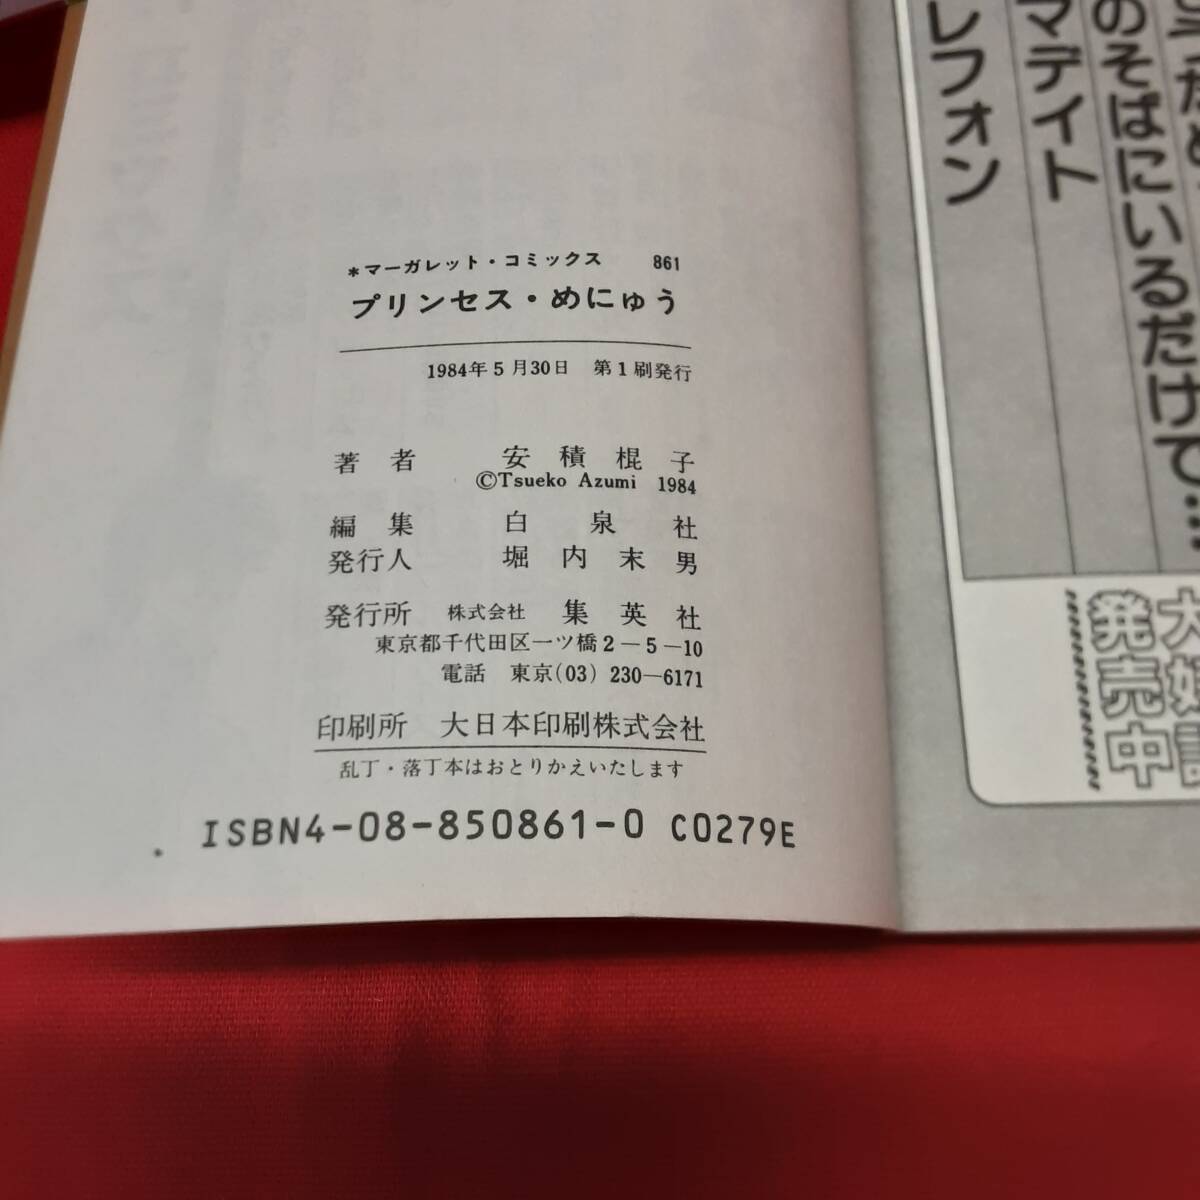 *マーガレット・コミックス 861
プリンセス・めにゅう
1984年5月30日 第1刷発行
著者 安積棍子
©Tsueko Azumi 1984
編集 白泉社
発行人 堀内末男
発行所 株式会社 集英社
東京都千代田区一ツ橋2-5-10
電話 東京(03) 230-6171
印刷所 大日本印刷株式会社
乱丁・落丁本はおとりかえいたします
ISBN4-08-850861-0 C0279E
のそばにいるだけで…
マデイト
レフォン
発売中